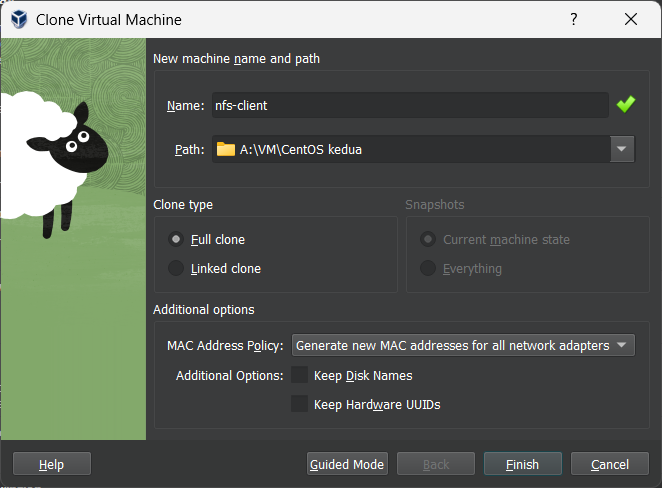 Clone Virtual Machine
?
New machine name and path
Name: nfs-client
Path: A:\VM\CentOS kedua
Clone type
Snapshots
Full clone
Current machine state
Linked clone
Everything
Additional options
MAC Address Policy: Generate new MAC addresses for all network adapters
Additional Options: Keep Disk Names
Keep Hardware UUIDs
Help Guided Mode Back Finish Cancel